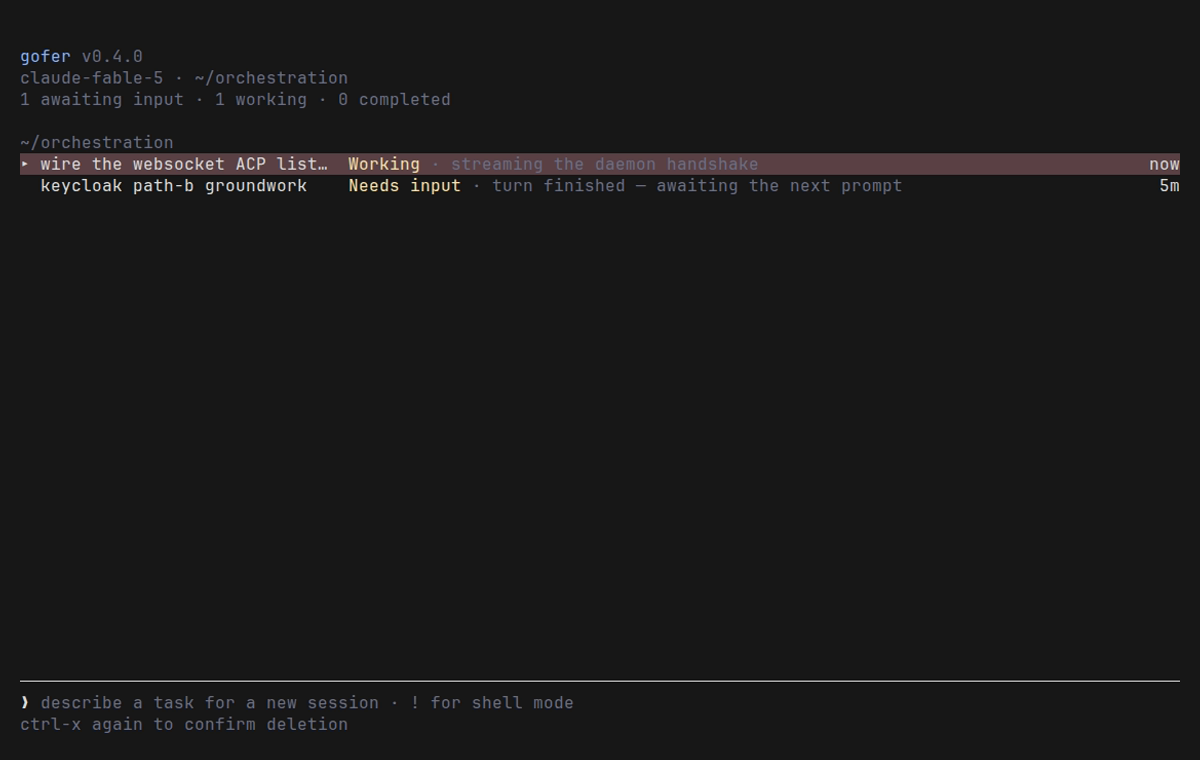 gofer v0.4.0
claude-fable-5 · ~/orchestration
1 awaiting input · 1 working · 0 completed
~/orchestration
▸ wire the websocket ACP list… Working · streaming the daemon handshake now
keycloak path-b groundwork Needs input · turn finished — awaiting the next prompt 5m
❯ describe a task for a new session · ! for shell mode
ctrl-x again to confirm deletion